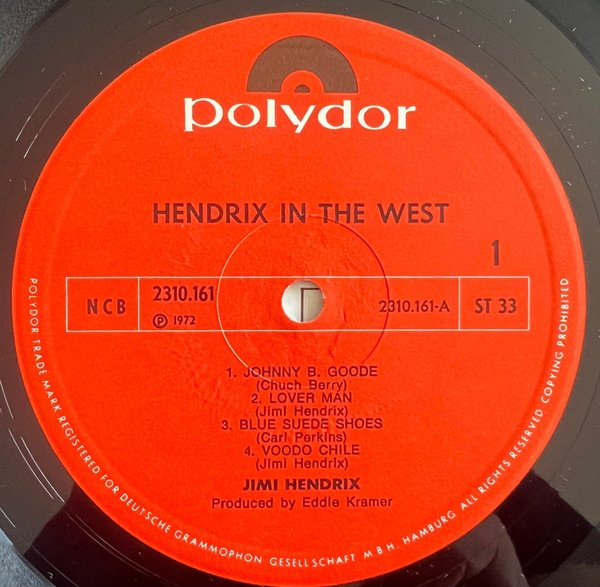 polydor
HENDRIX IN THE WEST
1
NCB
2310.161
℗ 1972
2310.161-A
ST 33
1. JOHNNY B. GOODE
(Chuch Berry)
2. LOVER MAN
(Jimi Hendrix)
3. BLUE SUEDE SHOES
(Carl Perkins)
4. VOODO CHILE
(Jimi Hendrix)
JIMI HENDRIX
Produced by Eddie Kramer
POLYDOR TRADE MARK REGISTERED FOR DEUTSCHE GRAMMOPHON GESELLSCHAFT M B H. HAMBURG ALL RIGHTS RESERVED COPYING PROHIBITED